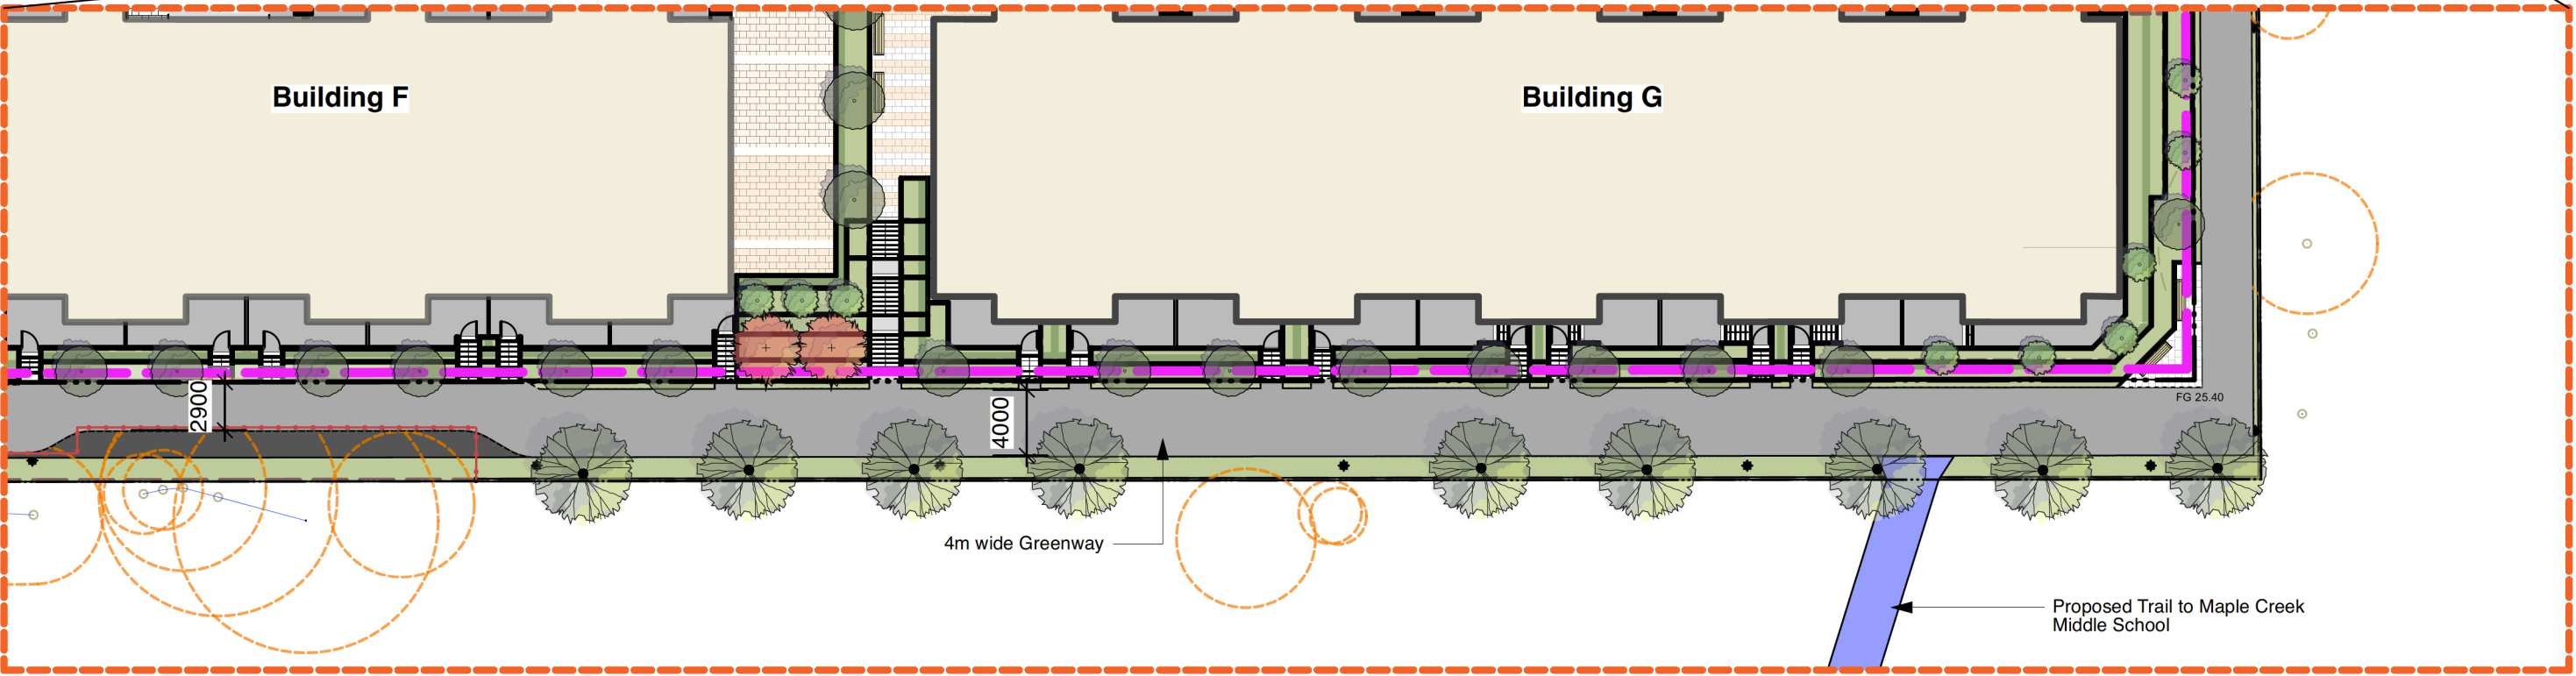 Building F
Building G
2900
4000
FG 25.40
4m wide Greenway
Proposed Trail to Maple Creek
Middle School